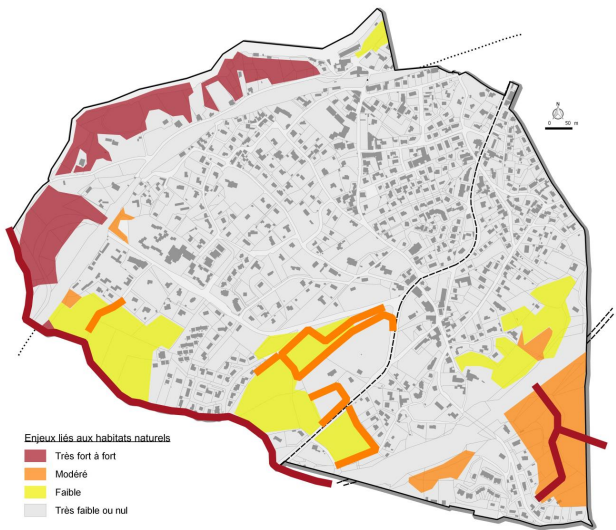 N
0 50 m
Enjeux liés aux habitats naturels
Très fort à fort
Modéré
Faible
Très faible ou nul